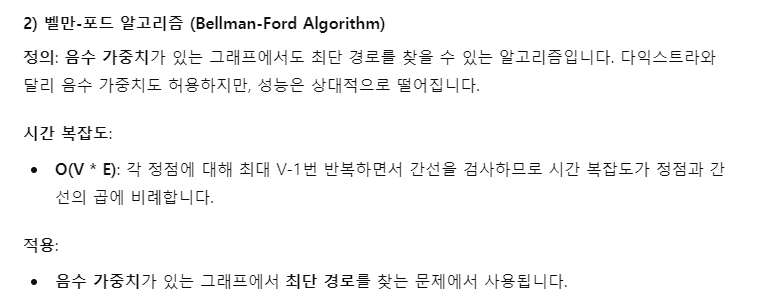 2) 벨만-포드 알고리즘 (Bellman-Ford Algorithm)
정의: 음수 가중치가 있는 그래프에서도 최단 경로를 찾을 수 있는 알고리즘입니다. 다익스트라와
달리 음수 가중치도 허용하지만, 성능은 상대적으로 떨어집니다.
시간 복잡도:
• O(V * E): 각 정점에 대해 최대 V-1번 반복하면서 간선을 검사하므로 시간 복잡도가 정점과 간
선의 곱에 비례합니다.
적용:
• 음수 가중치가 있는 그래프에서 최단 경로를 찾는 문제에서 사용됩니다.